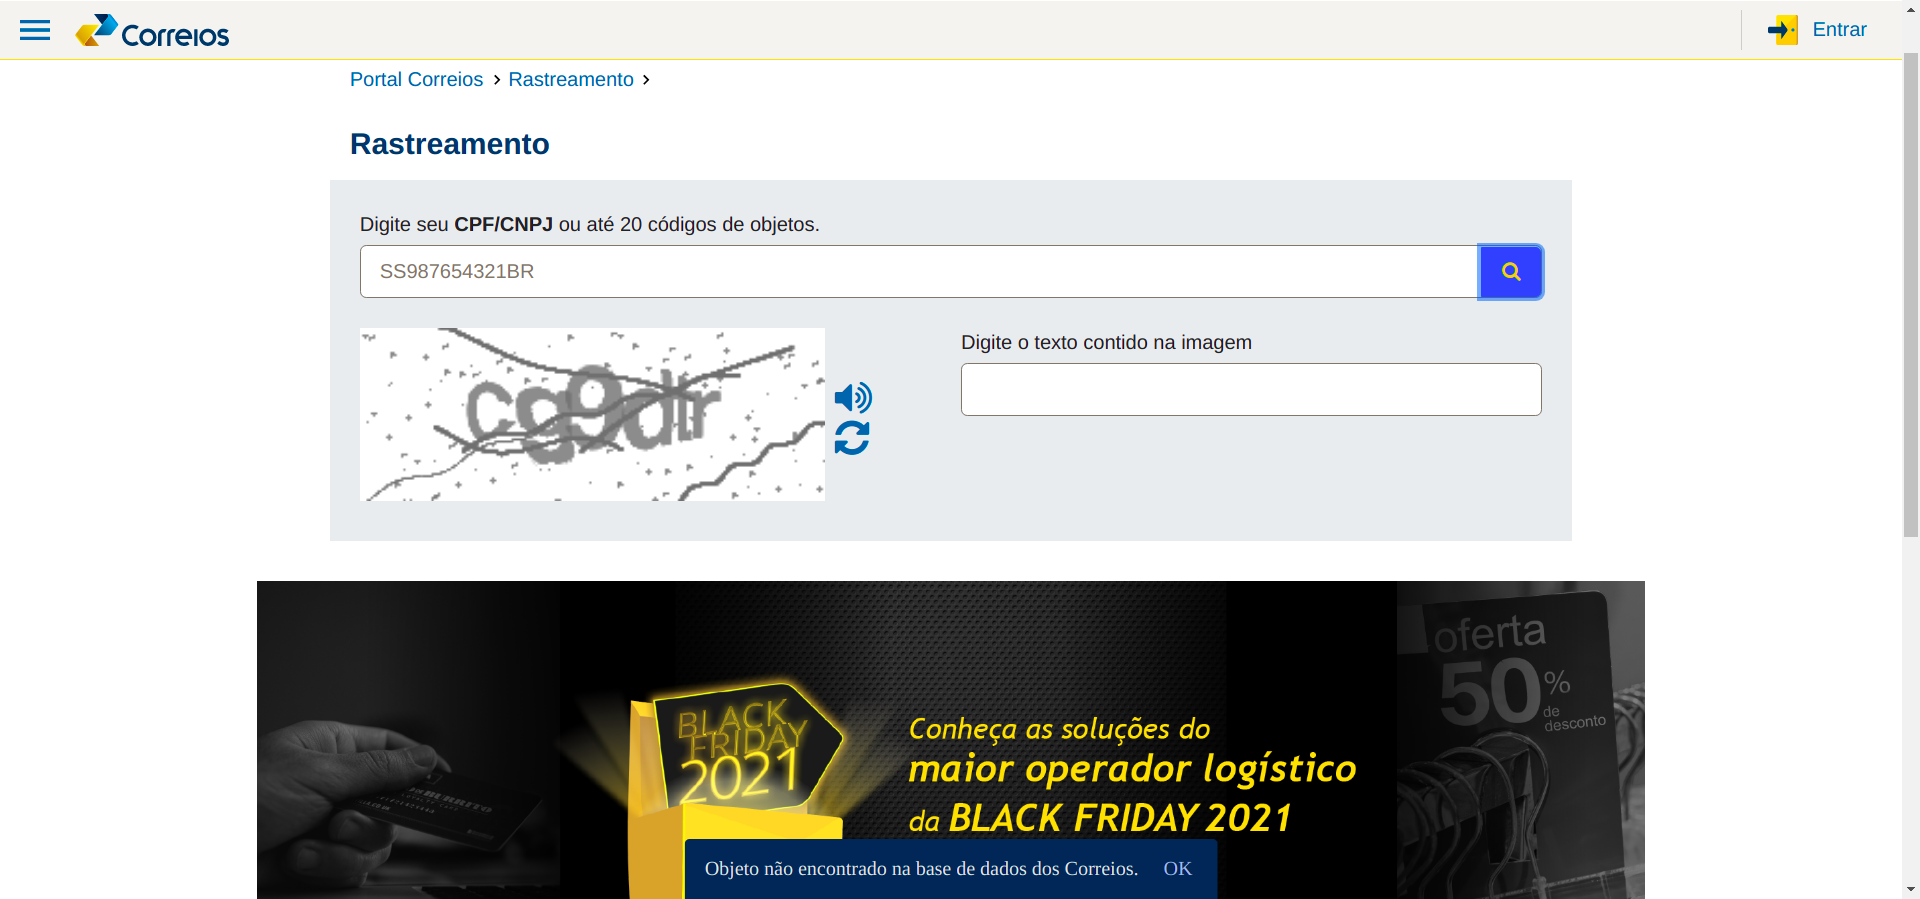 Correios
Entrar
Portal Correios > Rastreamento >
Rastreamento
Digite seu CPF/CNPJ ou até 20 códigos de objetos.
SS987654321BR
Digite o texto contido na imagem
oferta
50%
de
desconto
BLACK
FRIDAY
2021
Conheça as soluções do
maior operador logístico
da BLACK FRIDAY 2021
Objeto não encontrado na base de dados dos Correios. OK